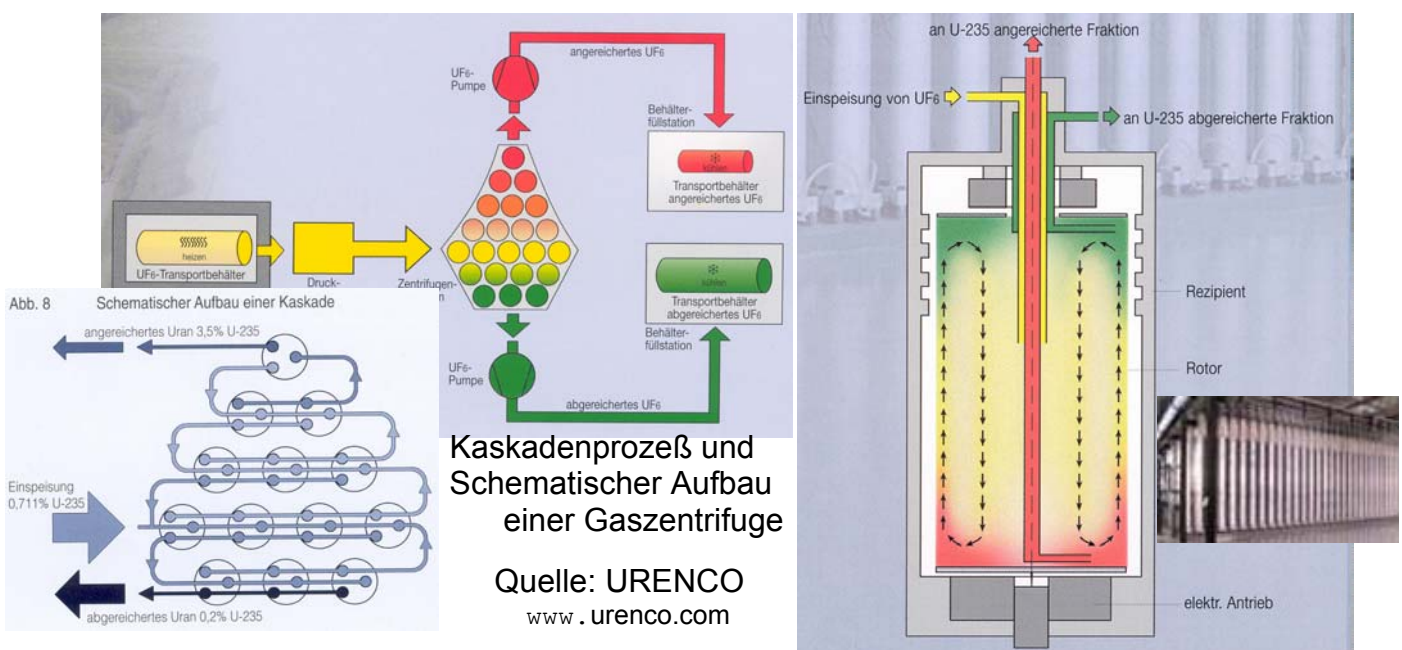 angereichertes UF6
UF6-
Pumpe
Behälter-
füllstation
kühlen
Transportbehälter
angereichertes UF6
heizen
UF6-Transportbehälter
Druck-
Zentrifugen-
kühlen
Transportbehälter
abgereichertes UF6
Behälter-
füllstation
UF6-
Pumpe
abgereichertes UF6
Abb. 8 Schematischer Aufbau einer Kaskade
angereichertes Uran 3,5% U-235
Einspeisung
0,711% U-235
abgereichertes Uran 0,2% U-235
Kaskadenprozeß und
Schematischer Aufbau
einer Gaszentrifuge
Quelle: URENCO
www.urenco.com
an U-235 angereicherte Fraktion
Einspeisung von UF6
an U-235 abgereicherte Fraktion
Rezipient
Rotor
elektr. Antrieb